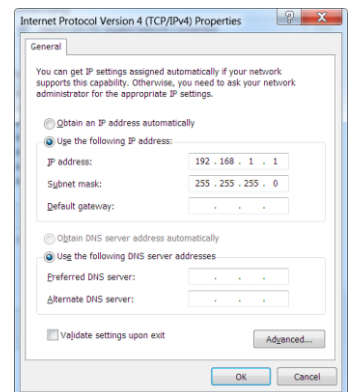 Internet Protocol Version 4 (TCP/IPv4) Properties
General
You can get IP settings assigned automatically if your network
supports this capability. Otherwise, you need to ask your network
administrator for the appropriate IP settings.
Obtain an IP address automatically
Use the following IP address:
IP address: 192 . 168 . 1 . 1
Subnet mask: 255 . 255 . 255 . 0
Default gateway: . . .
Obtain DNS server address automatically
Use the following DNS server addresses
Preferred DNS server: . . .
Alternate DNS server: . . .
Validate settings upon exit
Advanced...
OK Cancel